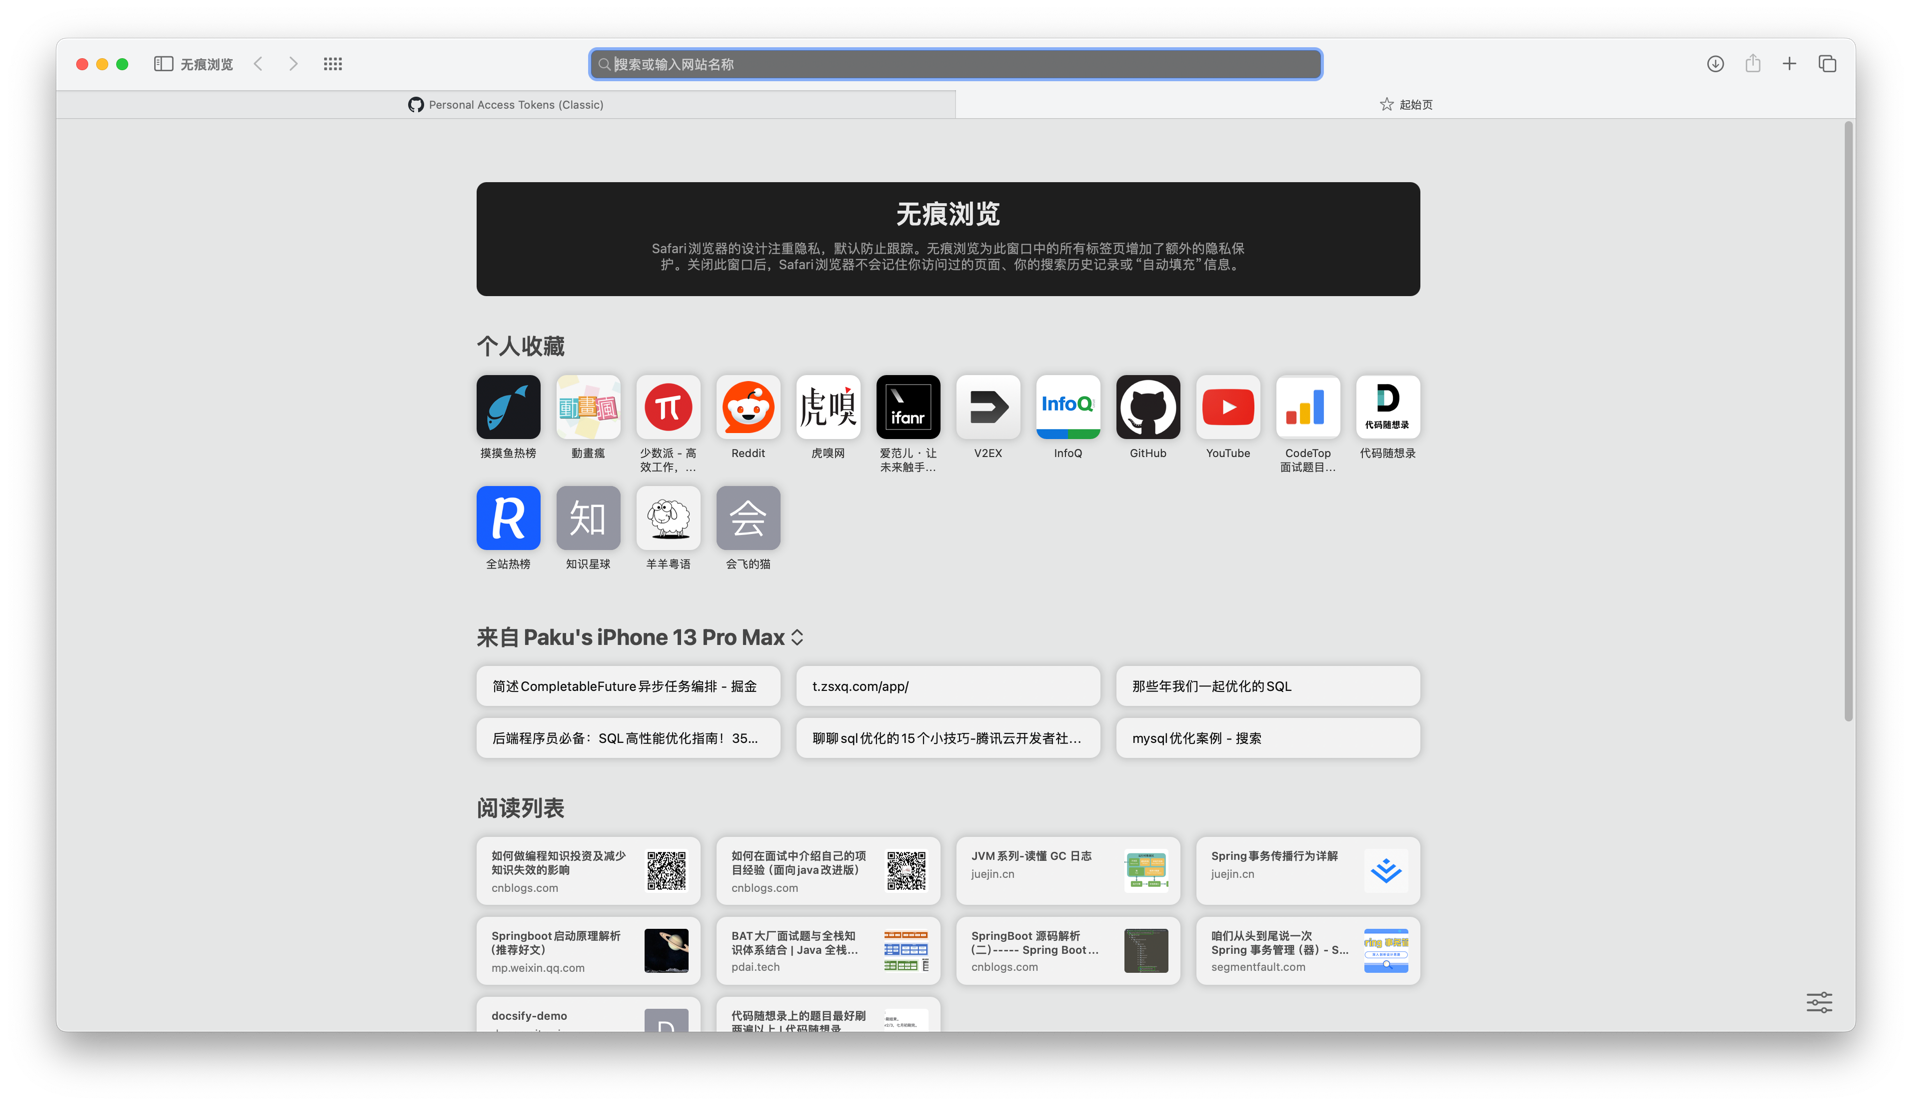 无痕浏览
搜索或输入网站名称
Personal Access Tokens (Classic)
起始页
无痕浏览
Safari浏览器的设计注重隐私，默认防止跟踪。无痕浏览为此窗口中的所有标签页增加了额外的隐私保
护。关闭此窗口后，Safari浏览器不会记住你访问过的页面、你的搜索历史记录或“自动填充”信息。
个人收藏
動畫瘋
虎嗅
ifanr
InfoQ
D
代码随想录
摸摸鱼热榜
動畫瘋
少数派 - 高
效工作，...
Reddit
虎嗅网
爱范儿 · 让
未来触手...
V2EX
InfoQ
GitHub
YouTube
CodeTop
面试题目...
代码随想录
R
知
会
全站热榜
知识星球
羊羊粤语
会飞的猫
来自 Paku's iPhone 13 Pro Max
简述CompletableFuture异步任务编排 - 掘金
t.zsxq.com/app/
那些年我们一起优化的SQL
后端程序员必备：SQL高性能优化指南！35...
聊聊sql优化的15个小技巧-腾讯云开发者社...
mysql优化案例 - 搜索
阅读列表
如何做编程知识投资及减少
知识失效的影响
cnblogs.com
如何在面试中介绍自己的项
目经验（面向java改进版）
cnblogs.com
JVM系列-读懂 GC 日志
juejin.cn
Spring事务传播行为详解
juejin.cn
Springboot启动原理解析
（推荐好文）
mp.weixin.qq.com
BAT大厂面试题与全栈知
识体系结合 | Java 全栈...
pdai.tech
SpringBoot 源码解析
（二）----- Spring Boot...
cnblogs.com
咱们从头到尾说一次
Spring 事务管理（器） - S...
segmentfault.com
docsify-demo
D
代码随想录上的题目最好刷
两遍以上 | 代码随想录